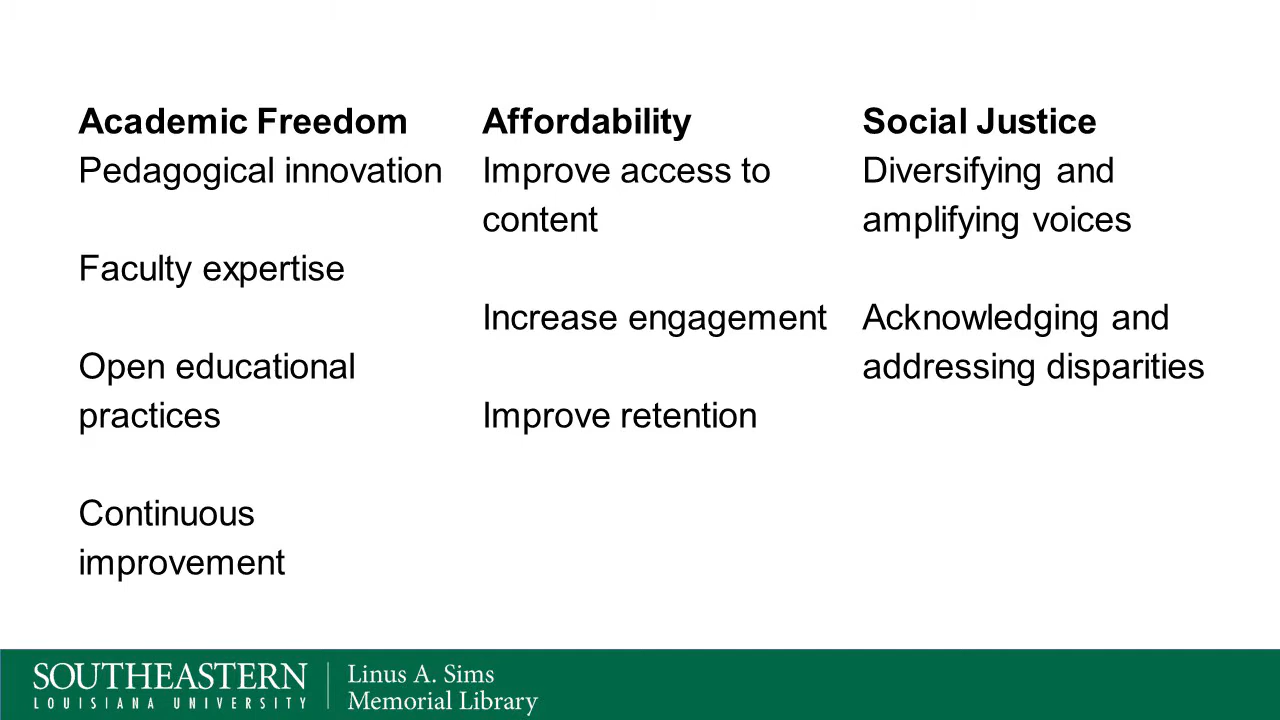 Academic Freedom
Pedagogical innovation
Faculty expertise
Open educational
practices
Continuous
improvement
Affordability
Improve access to
content
Increase engagement
Improve retention
Social Justice
Diversifying and
amplifying voices
Acknowledging and
addressing disparities
SOUTHEASTERN
LOUISIANA UNIVERSITY
Linus A. Sims
Memorial Library